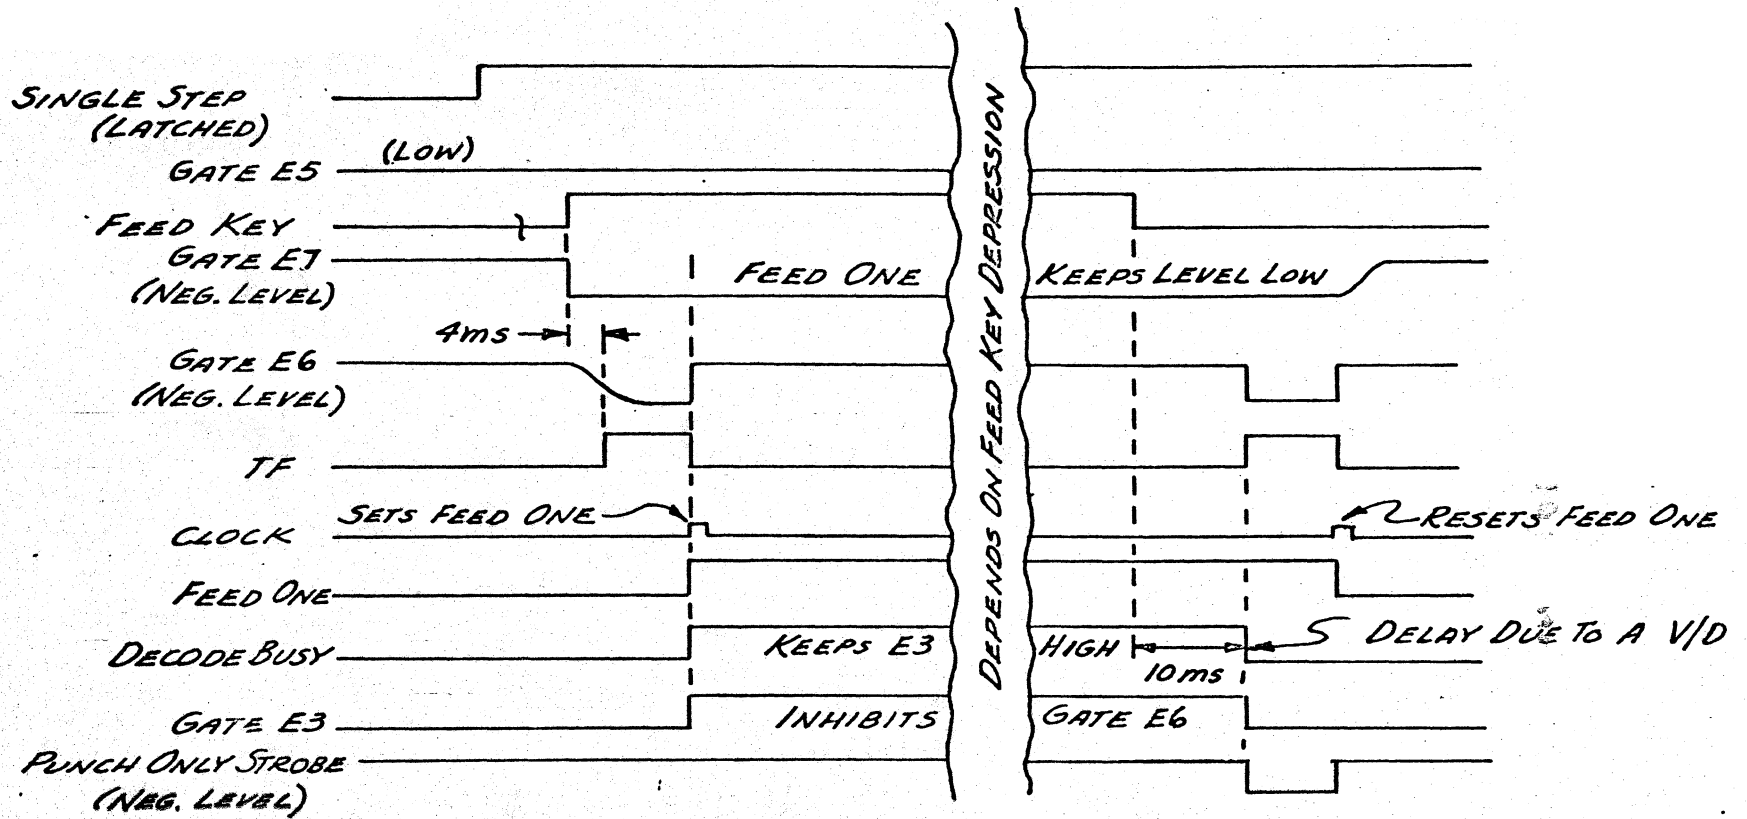 SINGLE STEP
(LATCHED)
(LOW)
GATE E5
FEED KEY
GATE E7
(NEG. LEVEL)
FEED ONE
KEEPS LEVEL LOW
4ms
GATE E6
(NEG. LEVEL)
TF
SETS FEED ONE
RESETS FEED ONE
CLOCK
FEED ONE
DECODE BUSY
KEEPS E3
HIGH
DELAY DUE TO A V/D
10ms
GATE E3
INHIBITS
GATE E6
PUNCH ONLY STROBE
(NEG. LEVEL)
DEPENDS ON FEED KEY DEPRESSION